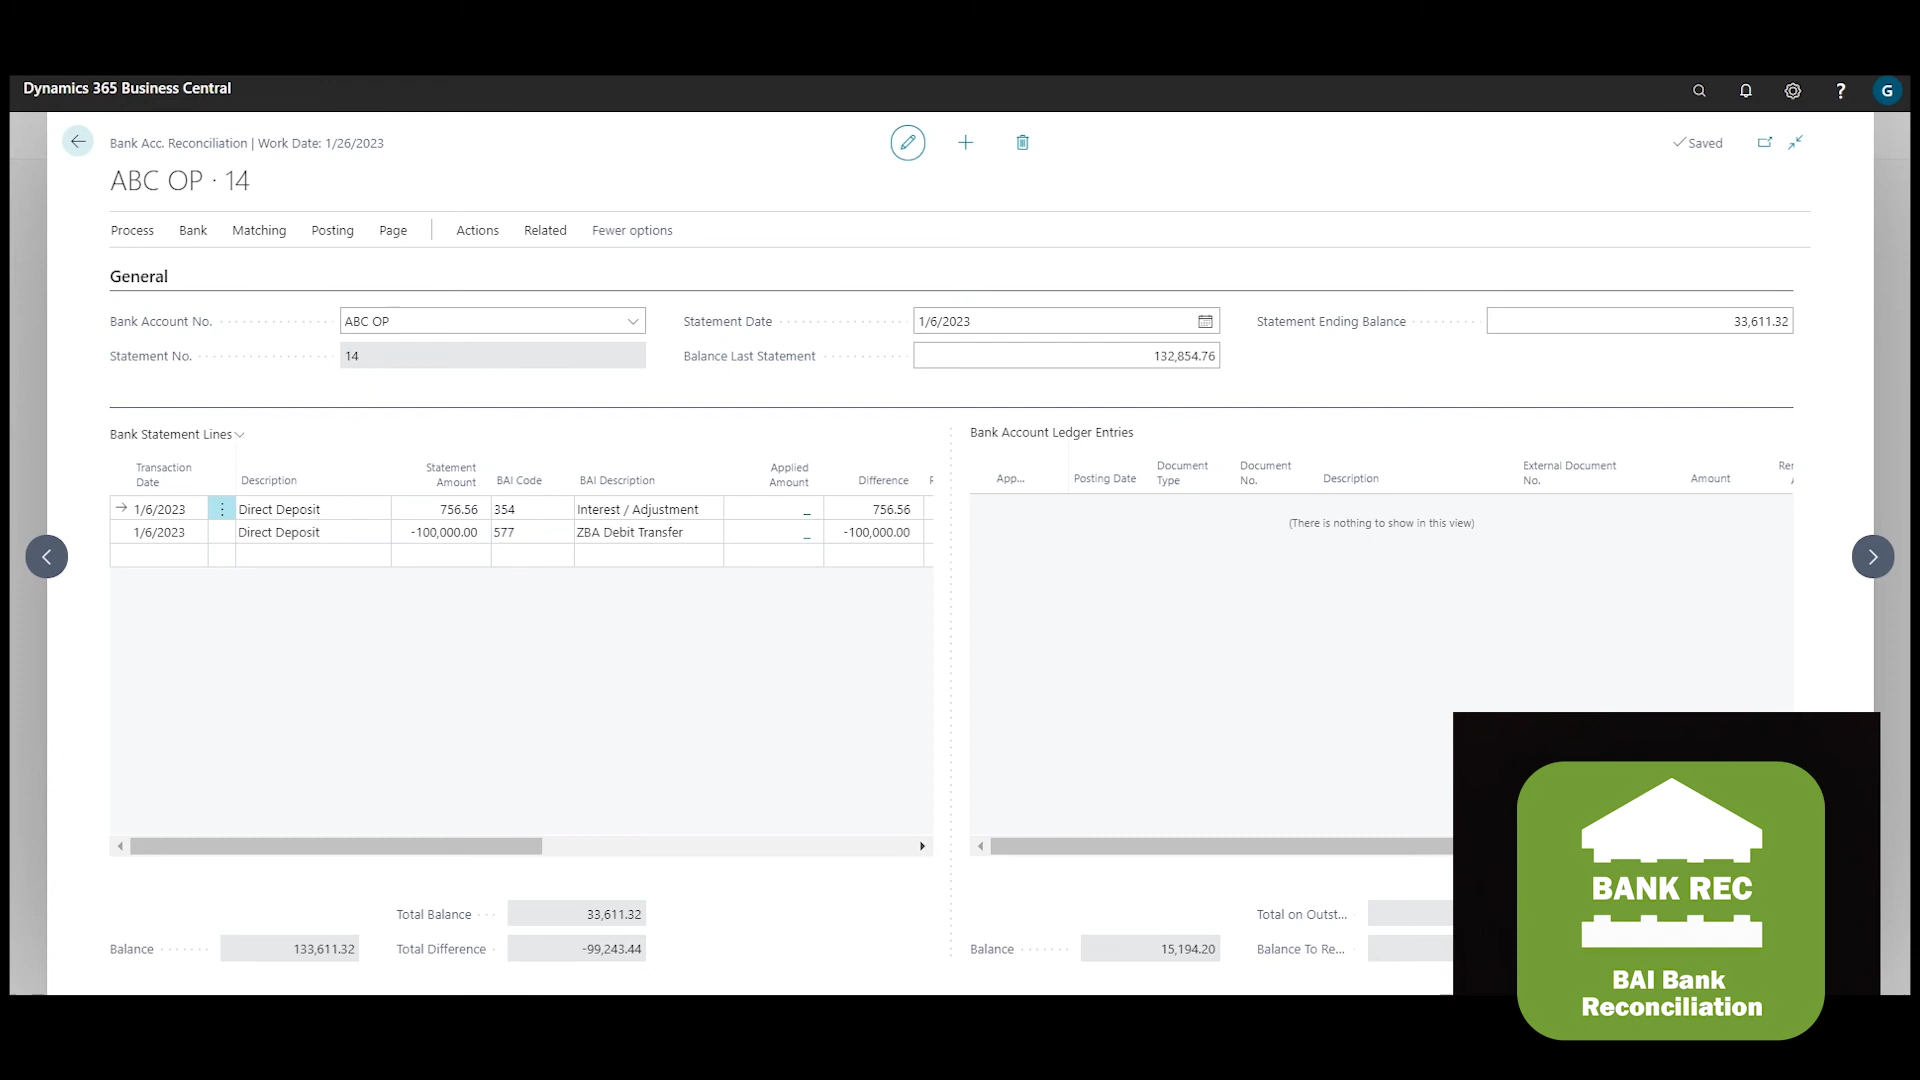 Dynamics 365 Business Central
?
G
Bank Acc. Reconciliation | Work Date: 1/26/2023
Saved
ABC OP · 14
Process Bank Matching Posting Page Actions Related Fewer options
General
Bank Account No. ABC OP Statement Date 1/6/2023 Statement Ending Balance 33,611.32
Statement No. 14 Balance Last Statement 132,854.76
Bank Statement Lines
Transaction Date Description Statement Amount BAI Code BAI Description Applied Amount Difference
1/6/2023 Direct Deposit 756.56 354 Interest / Adjustment _ 756.56
1/6/2023 Direct Deposit -100,000.00 577 ZBA Debit Transfer _ -100,000.00
Total Balance 33,611.32
Balance 133,611.32 Total Difference -99,243.44
Bank Account Ledger Entries
App... Posting Date Document Type Document No. Description External Document No. Amount
(There is nothing to show in this view)
Total on Outst...
Balance 15,194.20 Balance To Re...
BANK REC
BAI Bank
Reconciliation